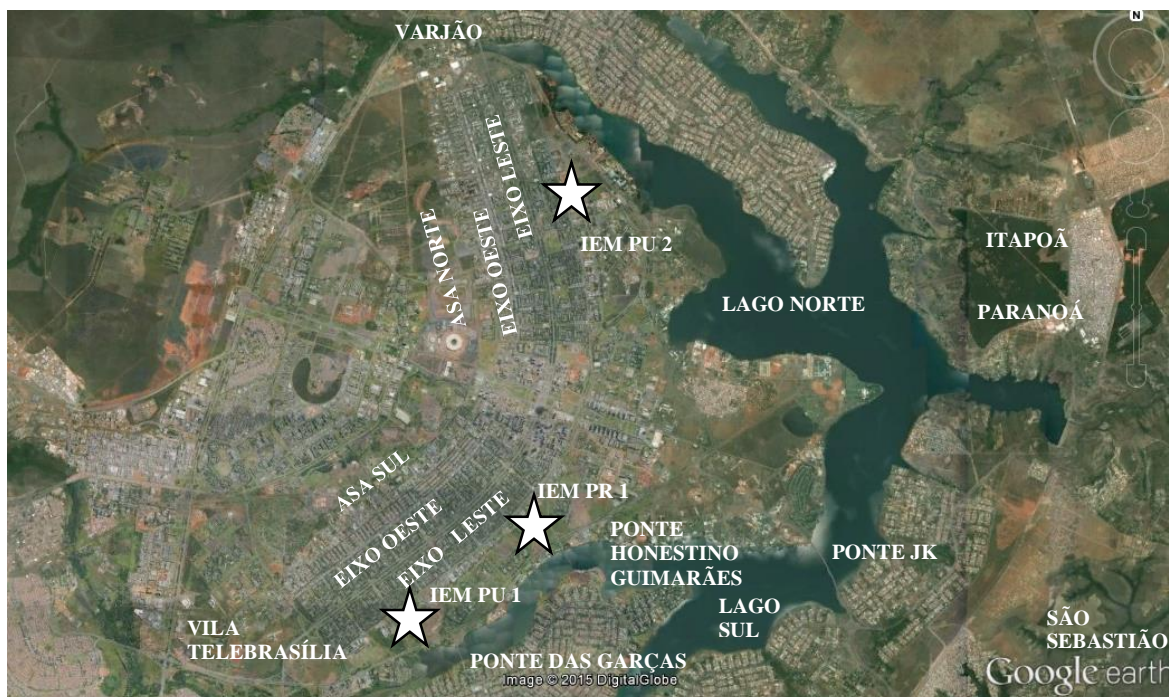 N
VARJÃO
EIXO LESTE
ASA NORTE
EIXO OESTE
IEM PU 2
ITAPOÃ
LAGO NORTE
PARANOÁ
ASA SUL
EIXO OESTE
EIXO LESTE
IEM PR 1
PONTE
HONESTINO
GUIMARÃES
PONTE JK
IEM PU 1
LAGO
SUL
VILA
TELEBRASÍLIA
SÃO
SEBASTIÃO
PONTE DAS GARÇAS
Image © 2015 DigitalGlobe
Google earth